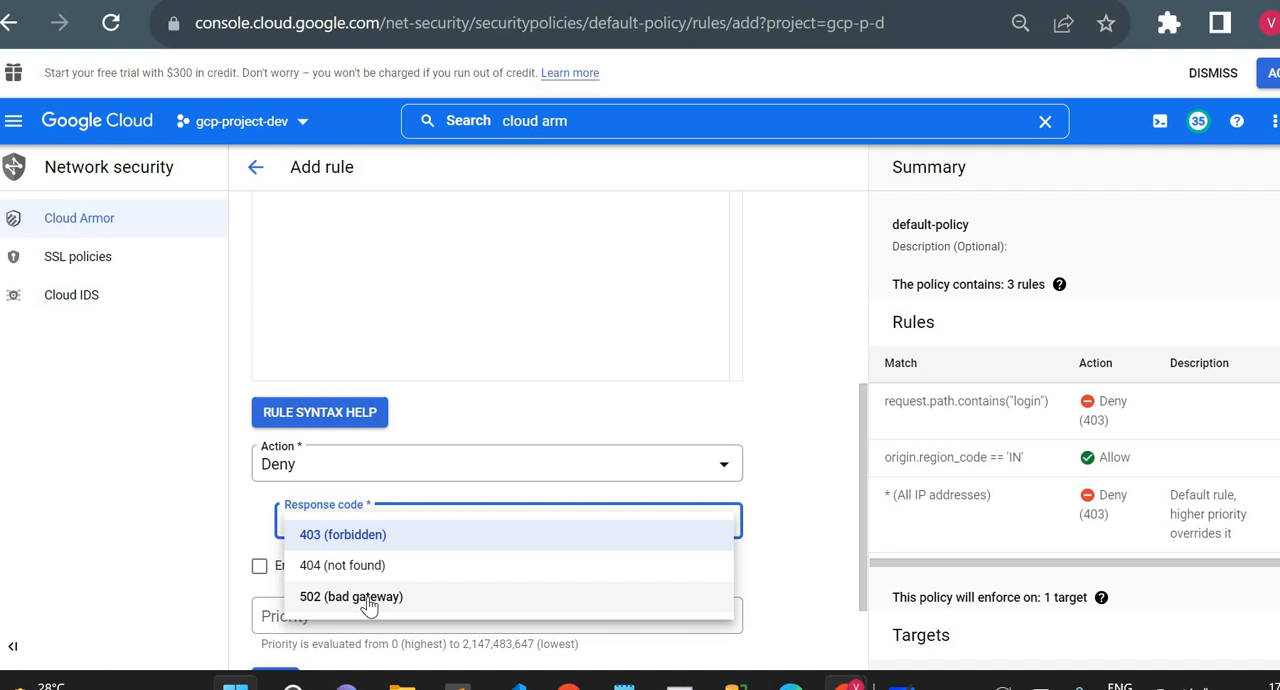 console.cloud.google.com/net-security/securitypolicies/default-policy/rules/add?project=gcp-p-d
V
Start your free trial with $300 in credit. Don't worry – you won't be charged if you run out of credit. Learn more
DISMISS
Google Cloud
gcp-project-dev
Search cloud arm
35
Network security
Add rule
Summary
Cloud Armor
SSL policies
Cloud IDS
default-policy
Description (Optional):
The policy contains: 3 rules
Rules
Match Action Description
request.path.contains("login") Deny
(403)
origin.region_code == 'IN' Allow
* (All IP addresses) Deny Default rule,
(403) higher priority
overrides it
RULE SYNTAX HELP
Action *
Deny
Response code *
403 (forbidden)
404 (not found)
502 (bad gateway)
Priority is evaluated from 0 (highest) to 2,147,483,647 (lowest)
This policy will enforce on: 1 target
Targets
28°C
ENG